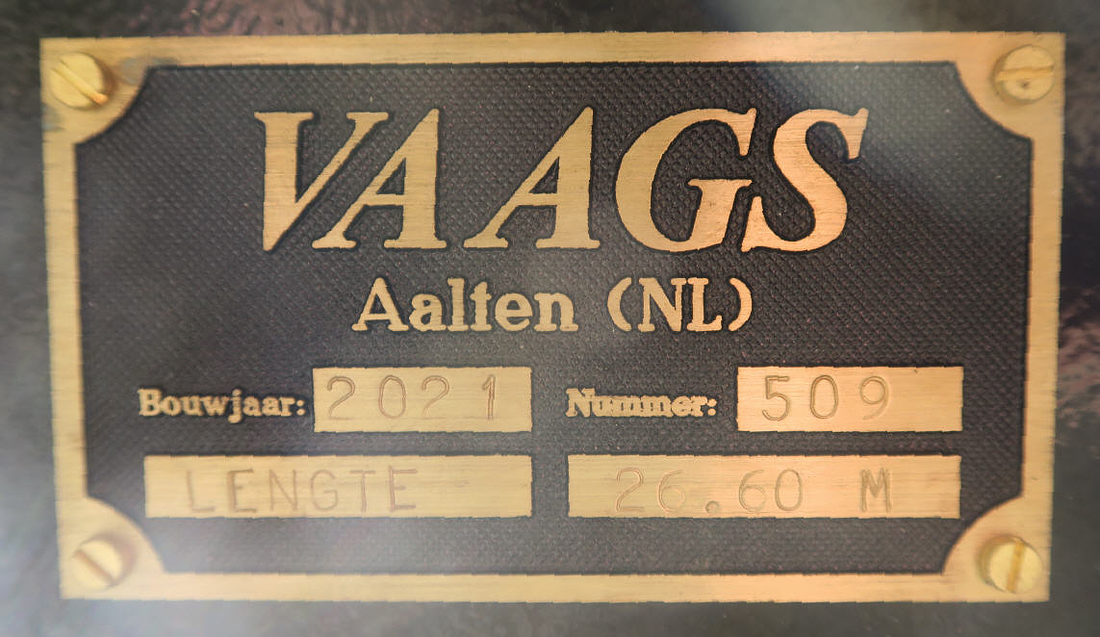 VAAGS
Aalten (NL)
Bouwjaar: 2021 Nummer: 509
LENGTE 26.60 M